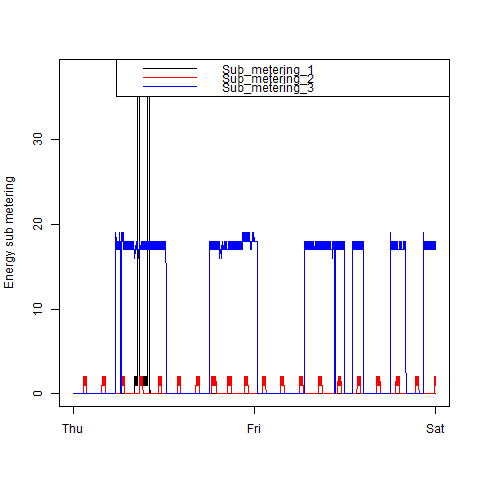 Sub_metering_1
Sub_metering_2
Sub_metering_3
Energy sub metering
30
20
10
0
Thu Fri Sat